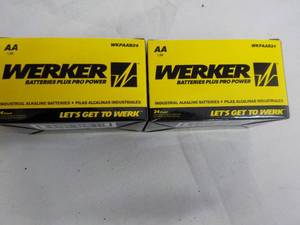 AA
WKPAAB24
WERKER
BATTERIES PLUS PRO POWER
INDUSTRIAL ALKALINE BATTERIES • PILAS ALCALINAS INDUSTRIALES
LET'S GET TO WERK
AA
WKPAAB24
WERKER
BATTERIES PLUS PRO POWER
INDUSTRIAL ALKALINE BATTERIES • PILAS ALCALINAS INDUSTRIALES
24
LET'S GET TO WERK